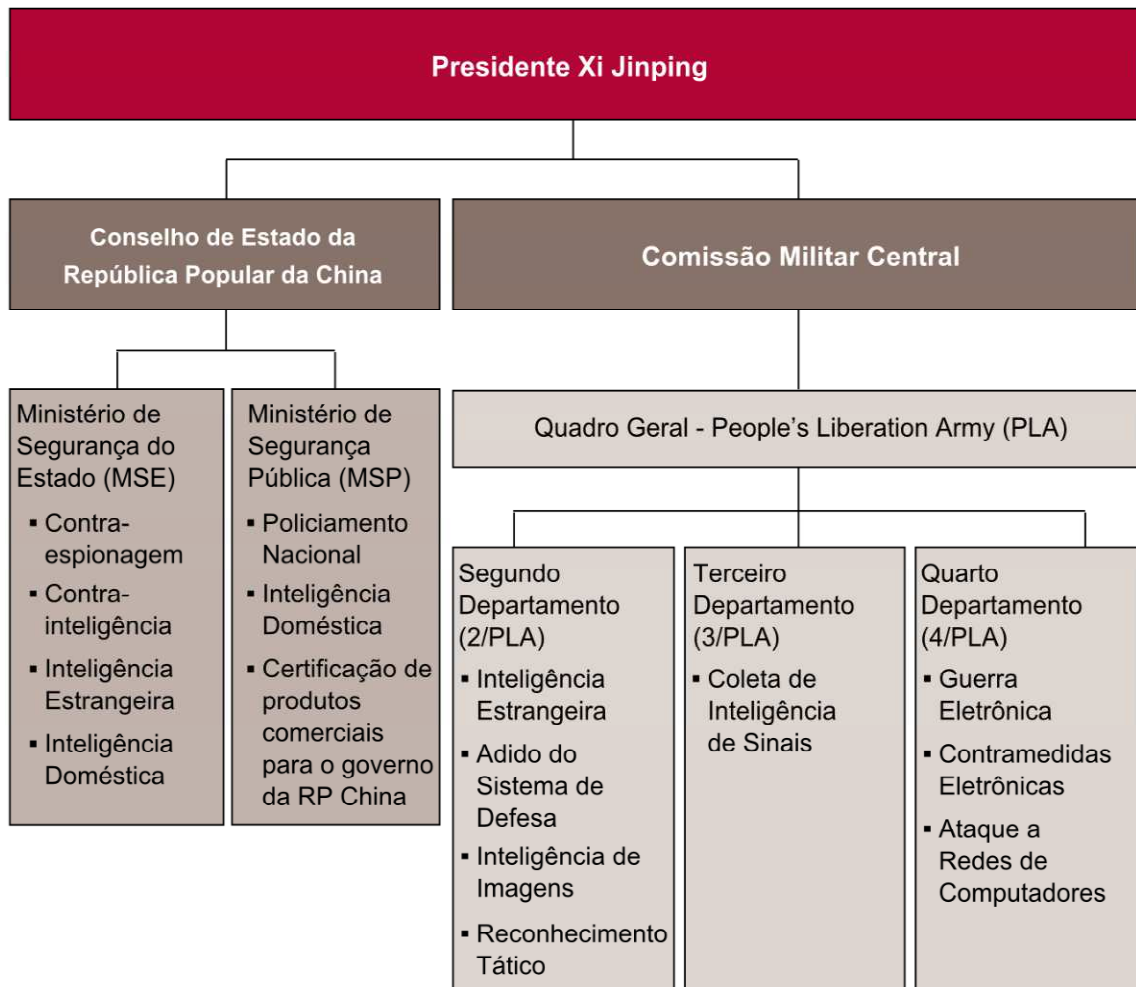 Presidente Xi Jinping
Conselho de Estado da
República Popular da China
Comissão Militar Central
Ministério de
Segurança do
Estado (MSE)
▪ Contra-
espionagem
▪ Contra-
inteligência
▪ Inteligência
Estrangeira
▪ Inteligência
Doméstica
Ministério de
Segurança
Pública (MSP)
▪ Policiamento
Nacional
▪ Inteligência
Doméstica
▪ Certificação de
produtos
comerciais
para o governo
da RP China
Quadro Geral - People's Liberation Army (PLA)
Segundo
Departamento
(2/PLA)
▪ Inteligência
Estrangeira
▪ Adido do
Sistema de
Defesa
▪ Inteligência de
Imagens
▪ Reconhecimento
Tático
Terceiro
Departamento
(3/PLA)
▪ Coleta de
Inteligência
de Sinais
Quarto
Departamento
(4/PLA)
▪ Guerra
Eletrônica
▪ Contramedidas
Eletrônicas
▪ Ataque a
Redes de
Computadores